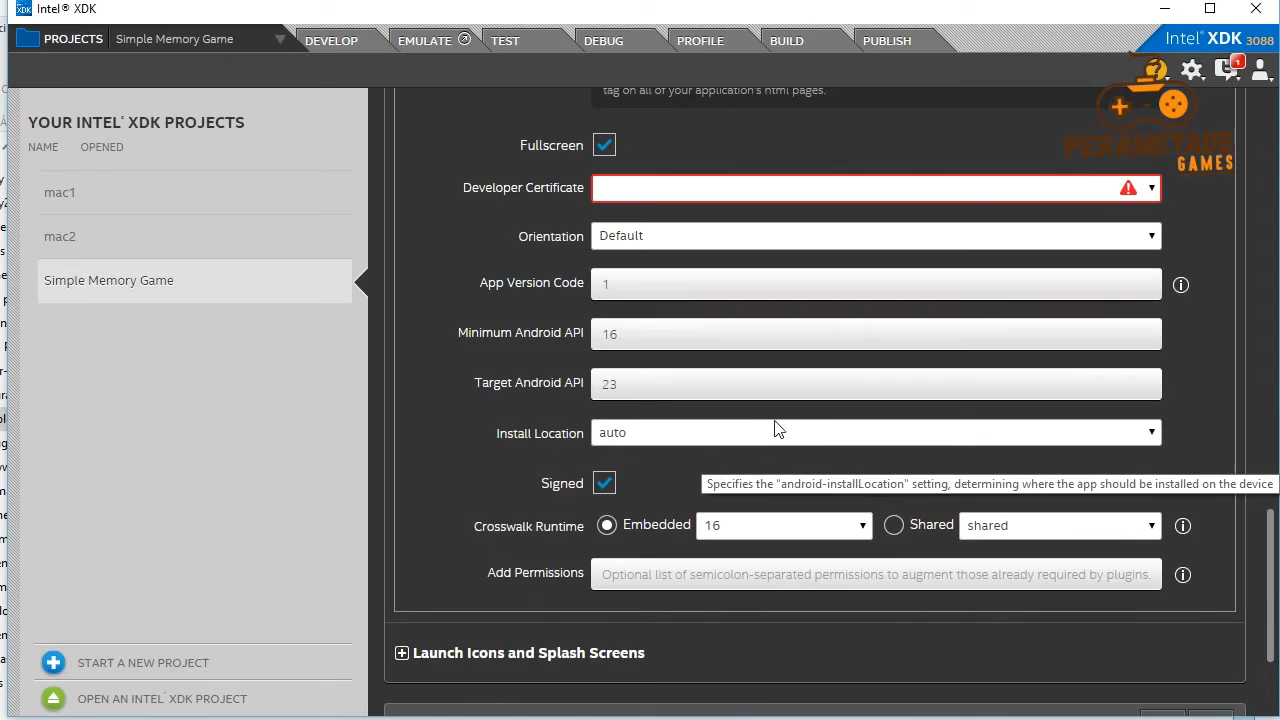 Intel® XDK
PROJECTS Simple Memory Game
DEVELOP EMULATE TEST DEBUG PROFILE BUILD PUBLISH
Intel® XDK 3088
1
YOUR INTEL® XDK PROJECTS
NAME OPENED
mac1
mac2
Simple Memory Game
START A NEW PROJECT
OPEN AN INTEL® XDK PROJECT
tag on all of your application's html pages.
PERAMETADE
GAMES
Fullscreen
Developer Certificate
Orientation Default
App Version Code 1
Minimum Android API 16
Target Android API 23
Install Location auto
Signed
Specifies the "android-installLocation" setting, determining where the app should be installed on the device
Crosswalk Runtime Embedded 16 Shared shared
Add Permissions Optional list of semicolon-separated permissions to augment those already required by plugins.
Launch Icons and Splash Screens